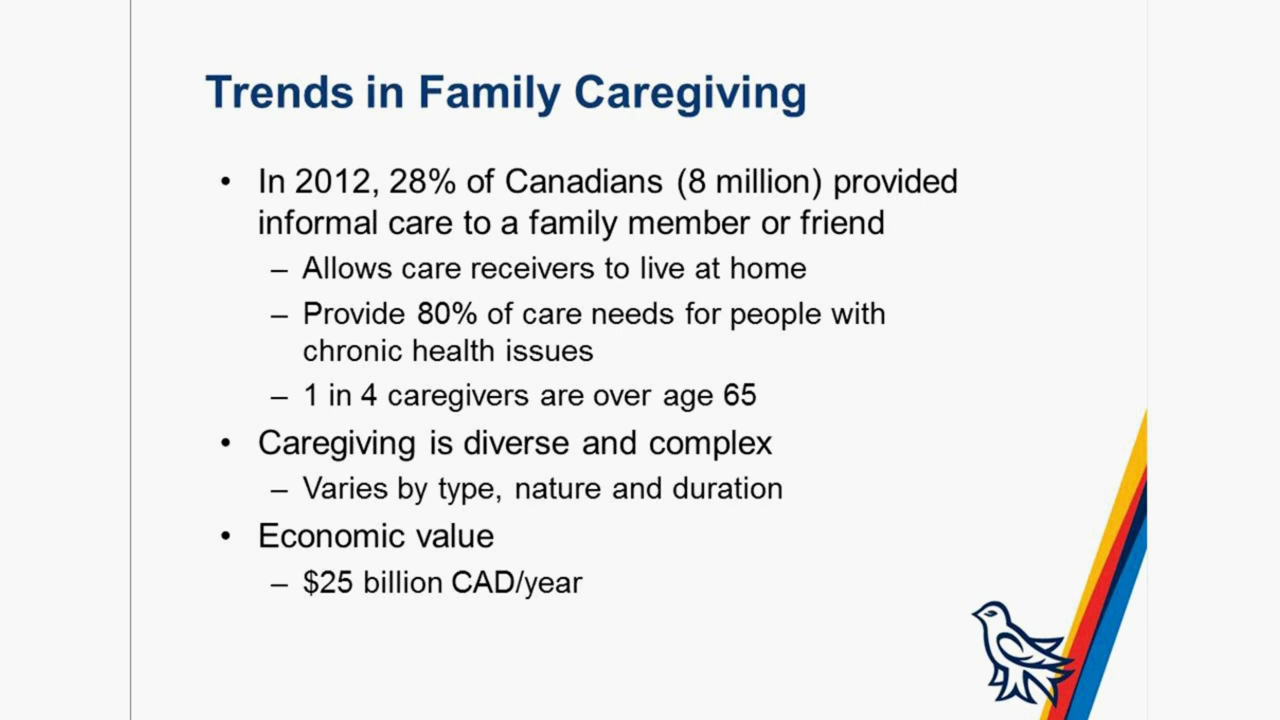 Trends in Family Caregiving
• In 2012, 28% of Canadians (8 million) provided
informal care to a family member or friend
– Allows care receivers to live at home
– Provide 80% of care needs for people with
chronic health issues
– 1 in 4 caregivers are over age 65
• Caregiving is diverse and complex
– Varies by type, nature and duration
• Economic value
– $25 billion CAD/year